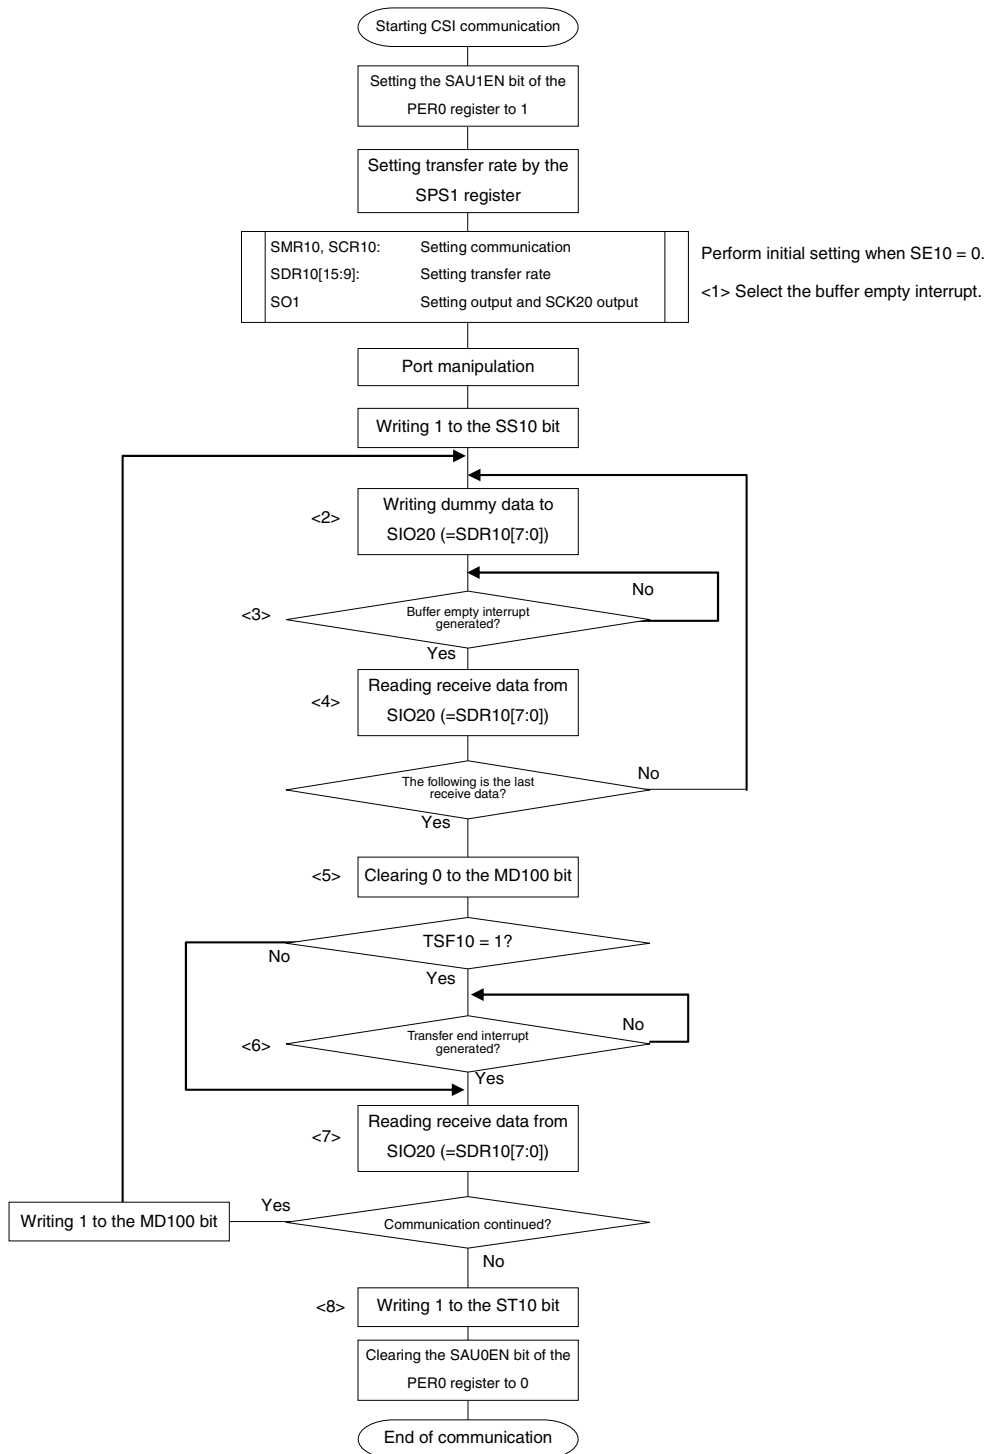 Starting CSI communication
Setting the SAU1EN bit of the
PER0 register to 1
Setting transfer rate by the
SPS1 register
SMR10, SCR10: Setting communication
SDR10[15:9]: Setting transfer rate
SO1 Setting output and SCK20 output
Perform initial setting when SE10 = 0.
<1> Select the buffer empty interrupt.
Port manipulation
Writing 1 to the SS10 bit
<2>
Writing dummy data to
SIO20 (=SDR10[7:0])
No
<3>
Buffer empty interrupt
generated?
Yes
<4>
Reading receive data from
SIO20 (=SDR10[7:0])
The following is the last
receive data?
No
Yes
<5>
Clearing 0 to the MD100 bit
TSF10 = 1?
No
Yes
<6>
Transfer end interrupt
generated?
No
Yes
<7>
Reading receive data from
SIO20 (=SDR10[7:0])
Writing 1 to the MD100 bit
Yes
Communication continued?
No
<8>
Writing 1 to the ST10 bit
Clearing the SAU0EN bit of the
PER0 register to 0
End of communication